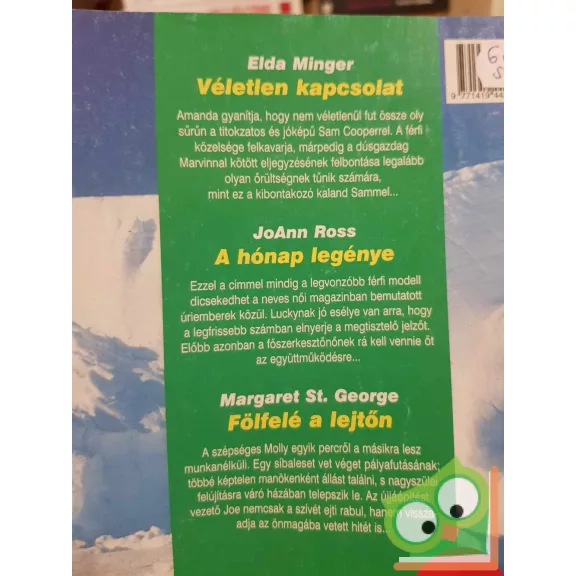 Elda Minger
Véletlen kapcsolat
Amanda gyanítja, hogy nem véletlenül fut össze oly
sűrűn a titokzatos és jóképű Sam Cooperrel. A férfi
közelsége felkavarja, márpedig a dúsgazdag
Marvinnal kötött eljegyzésének felbontása legalább
olyan őrültségnek tűnik számára,
mint ez a kibontakozó kaland Sammel...
JoAnn Ross
A hónap legénye
Ezzel a címmel mindig a legvonzóbb férfi modell
dicsekedhet a neves női magazinban bemutatott
úriemberek közül. Luckynak jó esélye van arra, hogy
a legfrissebb számban elnyerje a megtisztelő jelzőt.
Előbb azonban a főszerkesztőnőnek rá kell vennie őt
az együttműködésre...
Margaret St. George
Fölfelé a lejtőn
A szépséges Molly egyik percről a másikra lesz
munkanélküli. Egy síbaleset vet véget pályafutásának;
többé képtelen manökenként állást találni, s nagyszülei
felújításra váró házában telepszik le. Az újjáépítést
vezető Joe nemcsak a szívét ejti rabul, hanem
adja az önmagába vetett hitét is...
9 771419